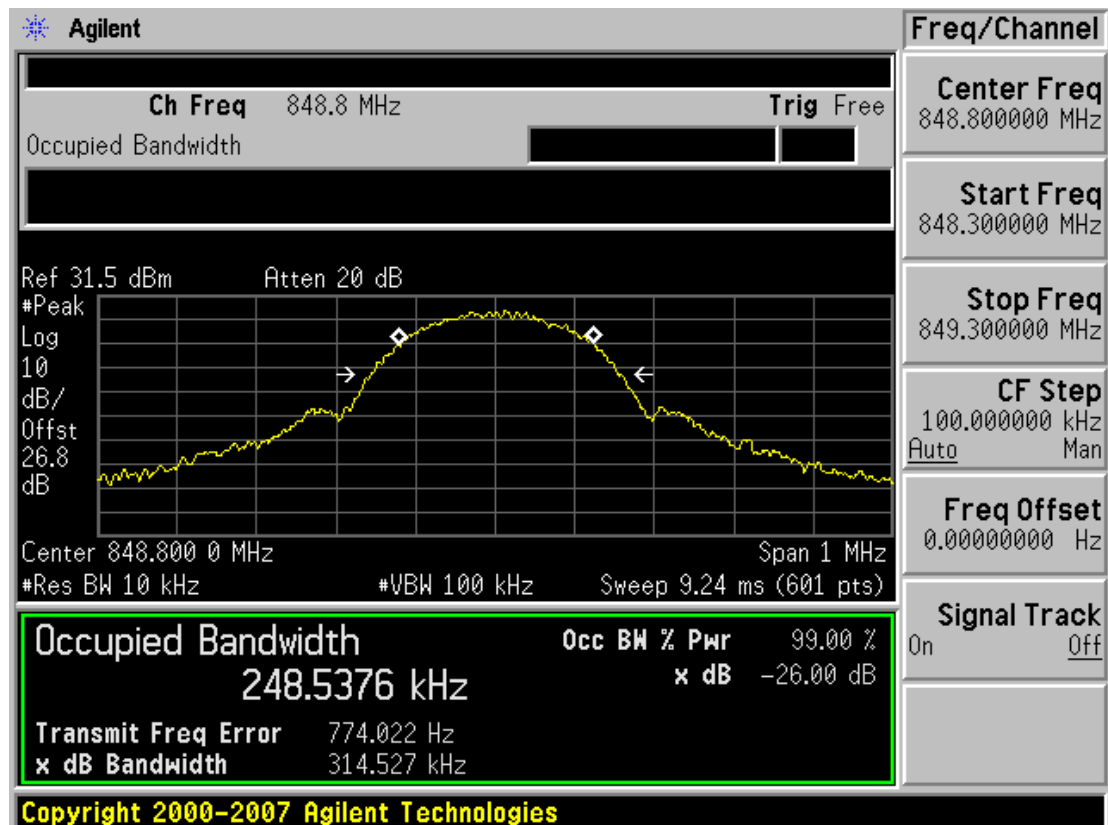 Agilent
Freq/Channel
Ch Freq 848.8 MHz Trig Free
Occupied Bandwidth
Center Freq
848.800000 MHz
Start Freq
848.300000 MHz
Stop Freq
849.300000 MHz
CF Step
100.000000 kHz
Auto Man
Freq Offset
0.00000000 Hz
Signal Track
On Off
Ref 31.5 dBm Atten 20 dB
#Peak
Log
10
dB/
Offst
26.8
dB
Center 848.800 0 MHz Span 1 MHz
#Res BW 10 kHz #VBW 100 kHz Sweep 9.24 ms (601 pts)
Occupied Bandwidth Occ BW % Pwr 99.00 %
248.5376 kHz x dB -26.00 dB
Transmit Freq Error 774.022 Hz
x dB Bandwidth 314.527 kHz
Copyright 2000-2007 Agilent Technologies